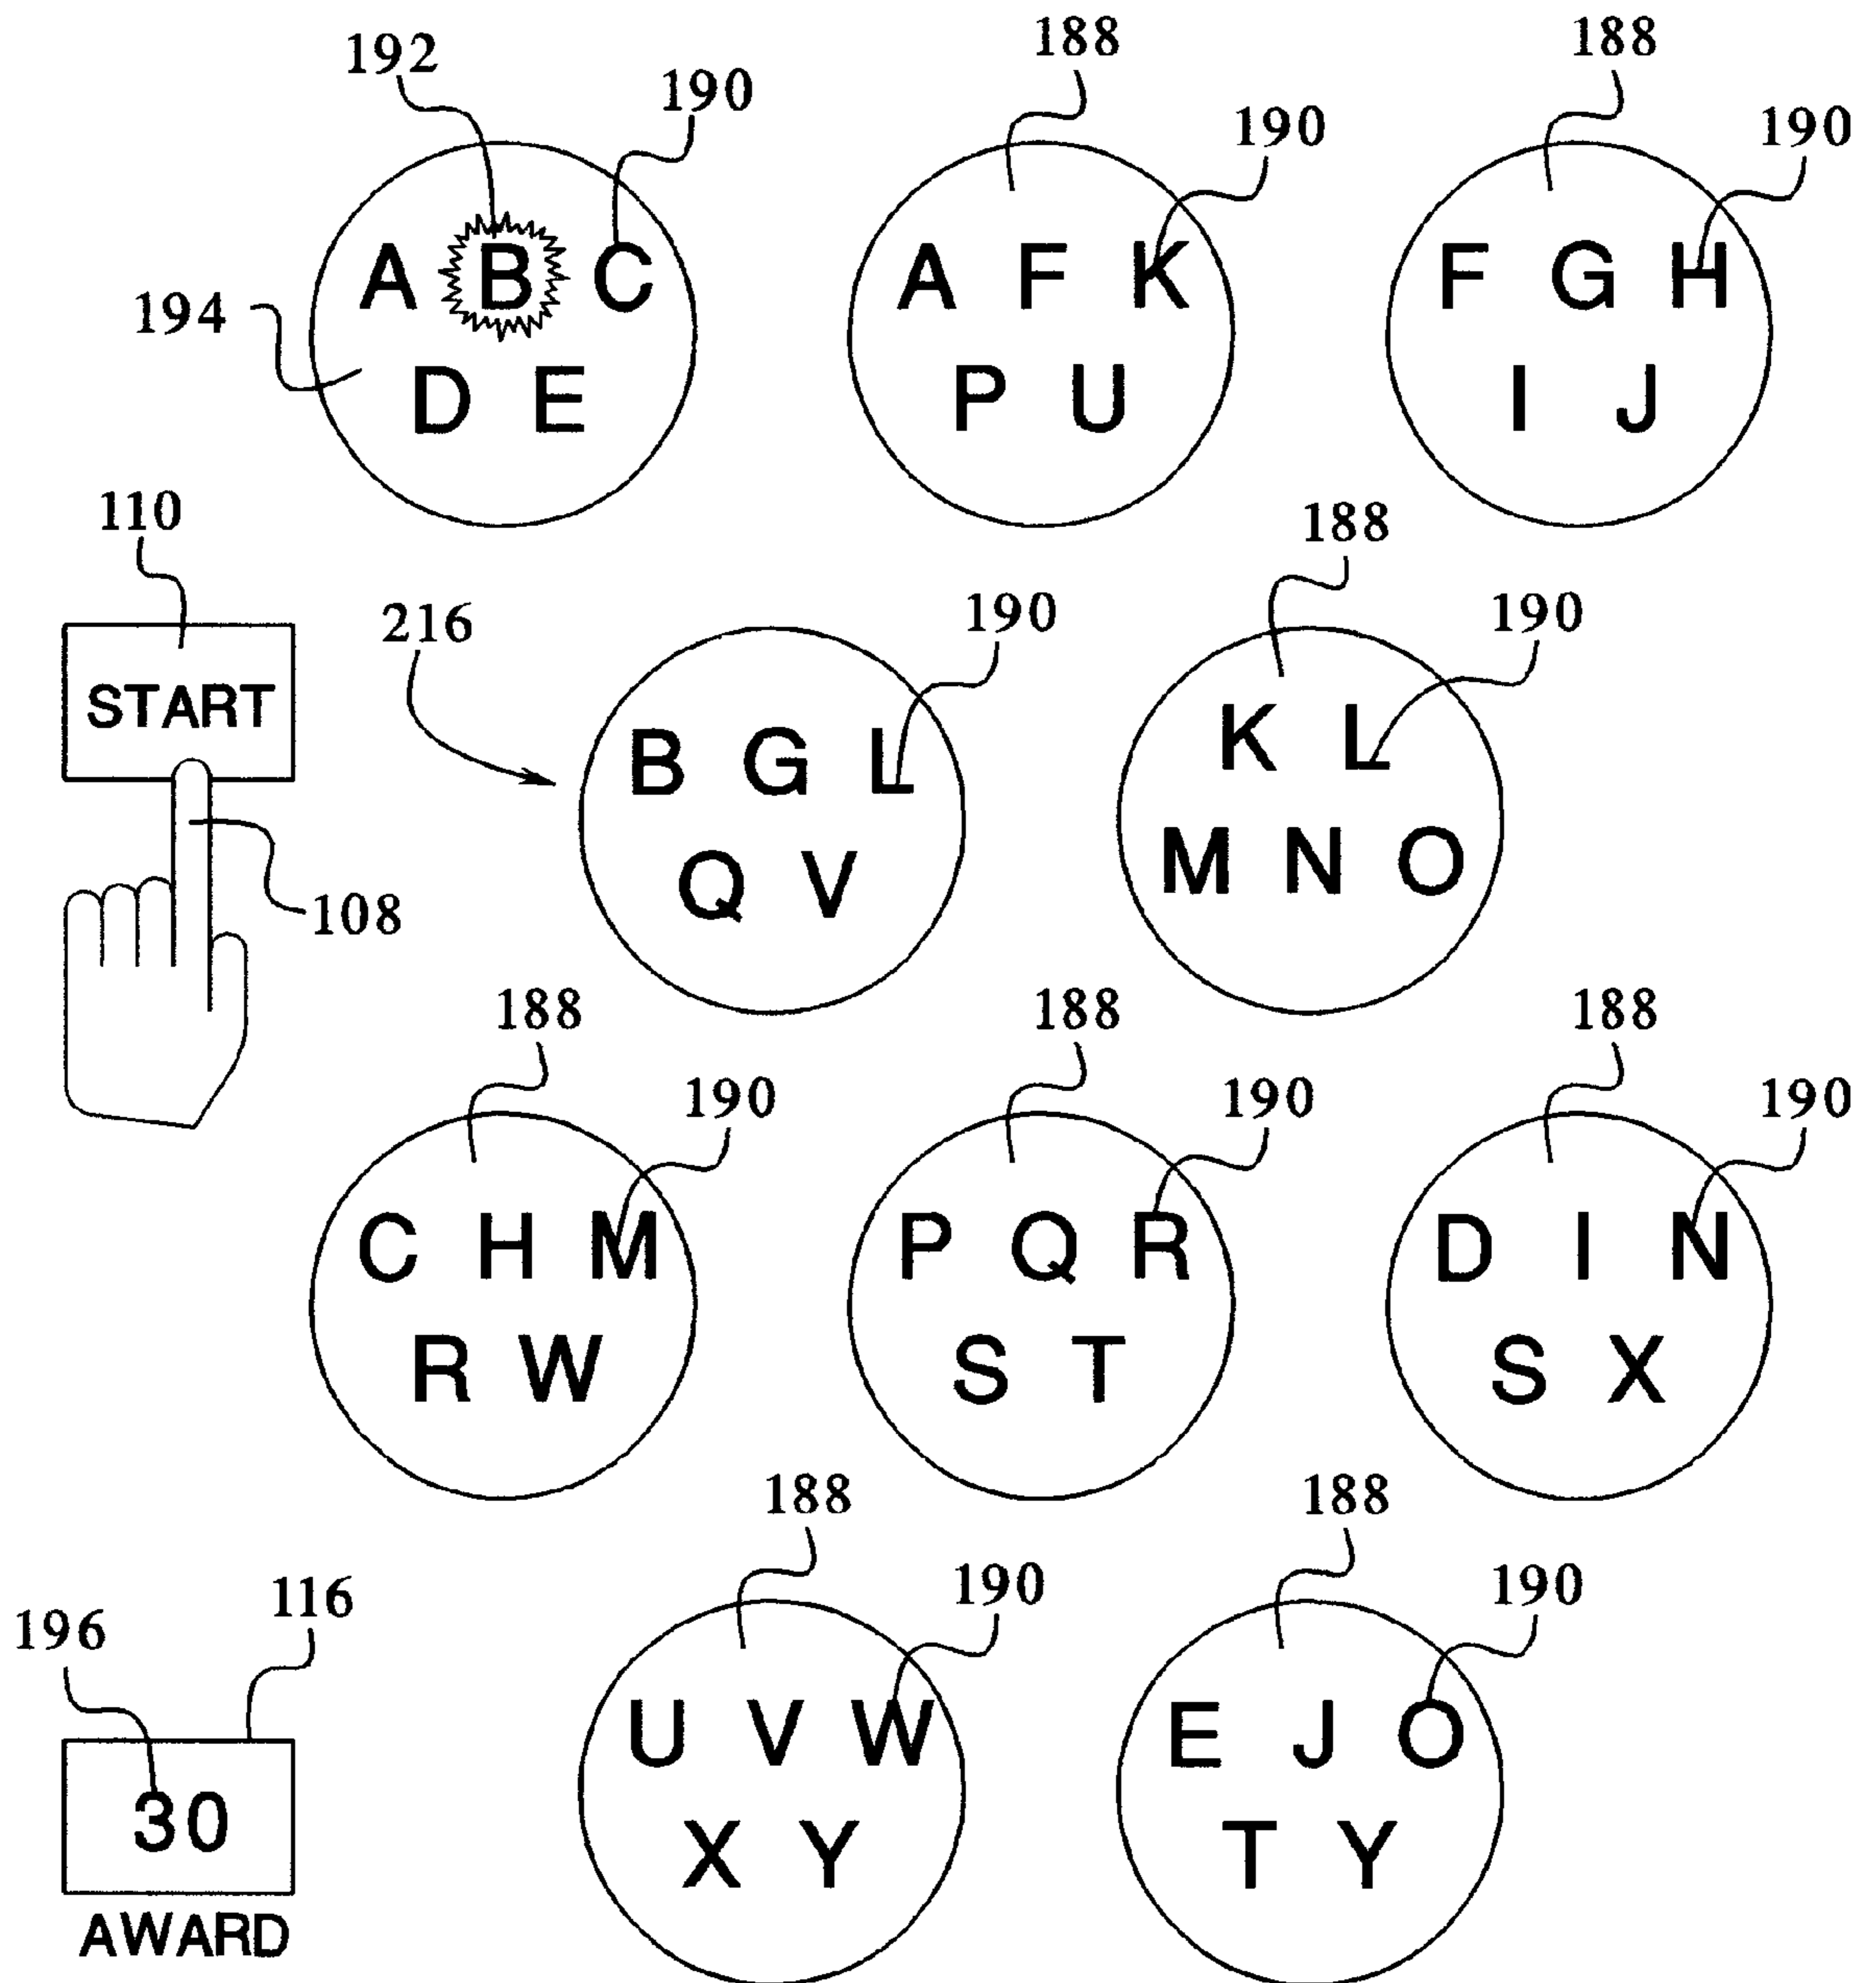 192
190
188
190
188
190
194
A B C
D E
A F K
P U
F G H
I J
110
START
108
216
190
188
190
B G L
Q V
K L
M N O
188
190
188
190
188
190
C H M
R W
P Q R
S T
D I N
S X
188
190
188
190
U V W
X Y
E J O
T Y
196
116
30
AWARD